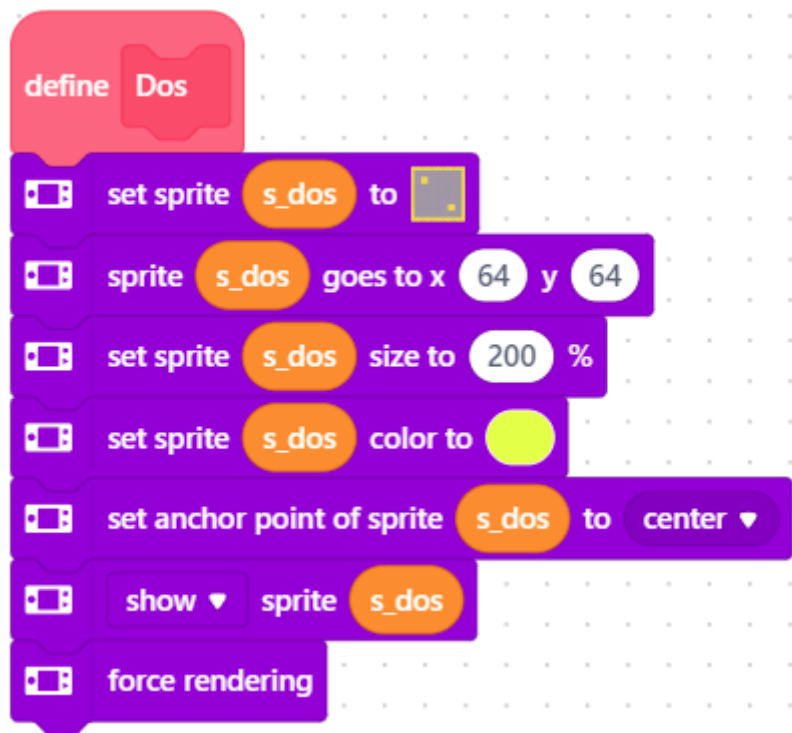 define Dos
set sprite s_dos to
sprite s_dos goes to x 64 y 64
set sprite s_dos size to 200 %
set sprite s_dos color to
set anchor point of sprite s_dos to center
show sprite s_dos
force rendering